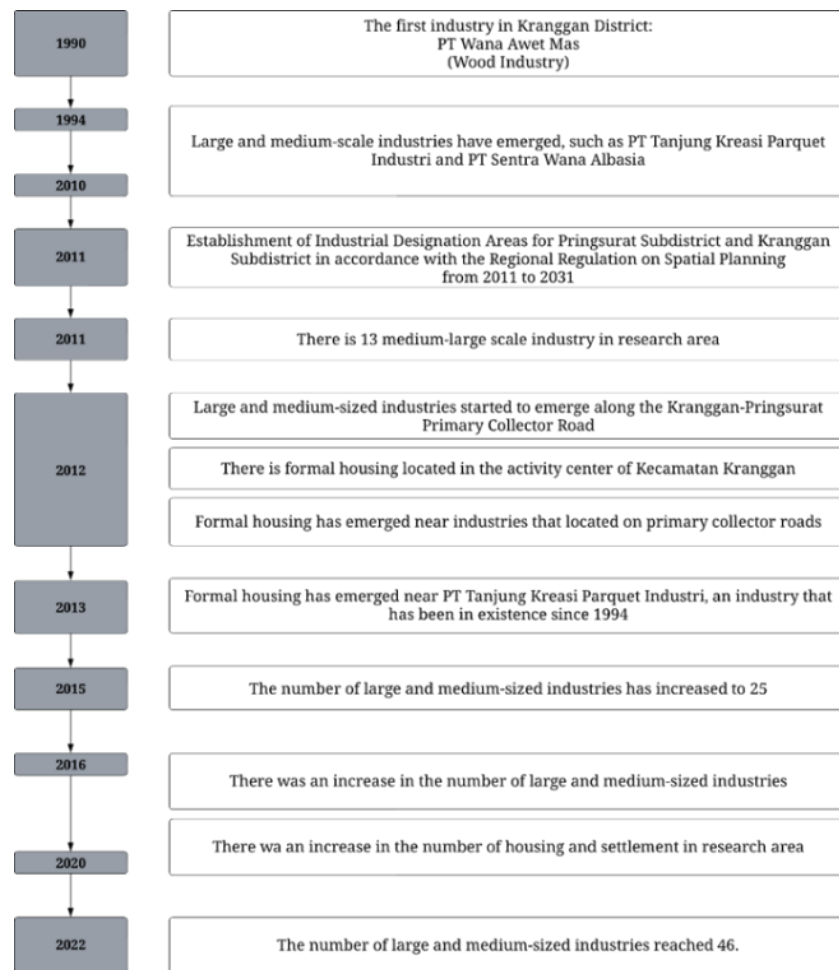 1990
The first industry in Kranggan District:
PT Wana Awet Mas
(Wood Industry)
1994
Large and medium-scale industries have emerged, such as PT Tanjung Kreasi Parquet
Industri and PT Sentra Wana Albasia
2010
2011
Establishment of Industrial Designation Areas for Pringsurat Subdistrict and Kranggan
Subdistrict in accordance with the Regional Regulation on Spatial Planning
from 2011 to 2031
2011
There is 13 medium-large scale industry in research area
2012
Large and medium-sized industries started to emerge along the Kranggan-Pringsurat
Primary Collector Road
There is formal housing located in the activity center of Kecamatan Kranggan
Formal housing has emerged near industries that located on primary collector roads
2013
Formal housing has emerged near PT Tanjung Kreasi Parquet Industri, an industry that
has been in existence since 1994
2015
The number of large and medium-sized industries has increased to 25
2016
There was an increase in the number of large and medium-sized industries
There wa an increase in the number of housing and settlement in research area
2020
2022
The number of large and medium-sized industries reached 46.